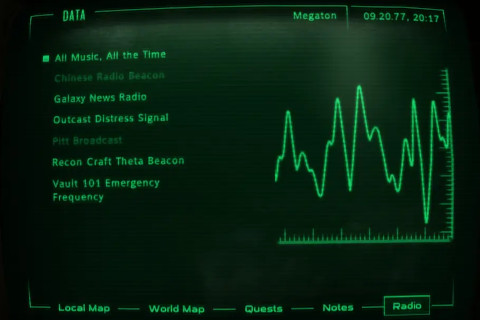 DATA
Megaton
09.20.77, 20:17
All Music, All the Time
Chinese Radio Beacon
Galaxy News Radio
Outcast Distress Signal
Pitt Broadcast
Recon Craft Theta Beacon
Vault 101 Emergency
Frequency
Local Map
World Map
Quests
Notes
Radio